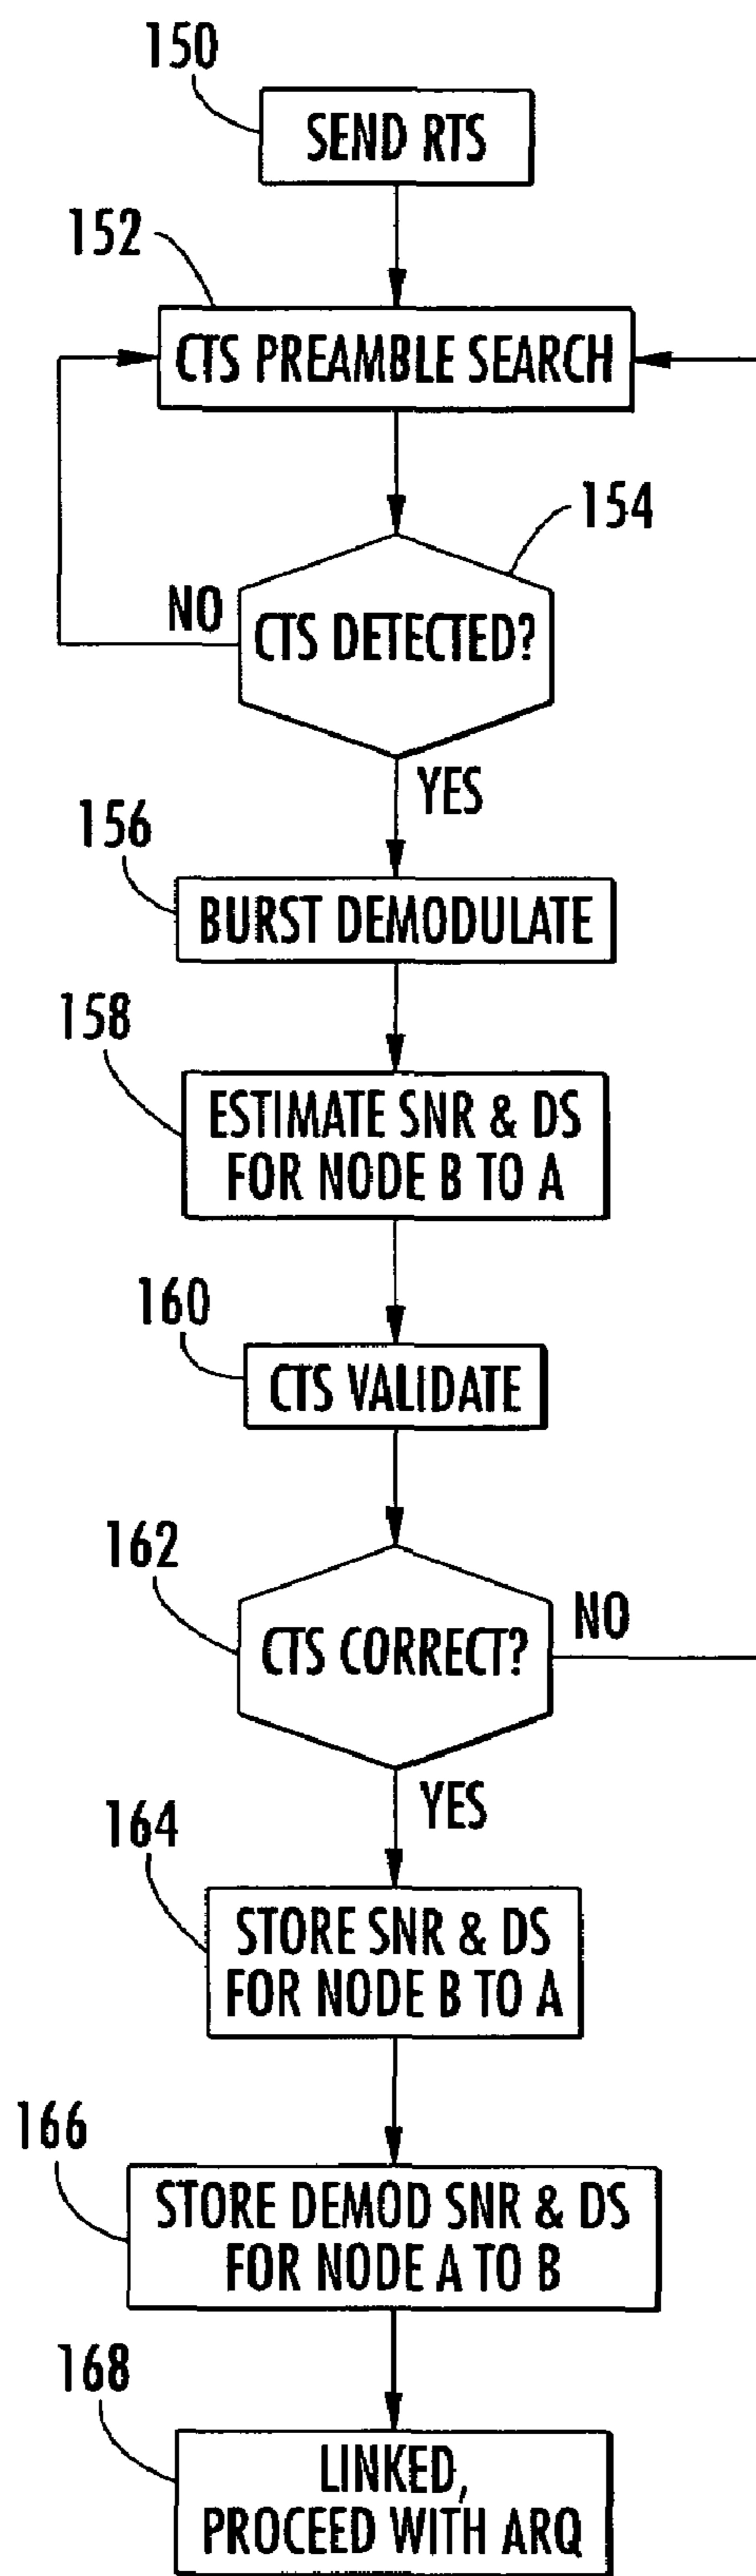 150
SEND RTS
152
CTS PREAMBLE SEARCH
154
NO
CTS DETECTED?
YES
156
BURST DEMODULATE
158
ESTIMATE SNR & DS
FOR NODE B TO A
160
CTS VALIDATE
162
NO
CTS CORRECT?
YES
164
STORE SNR & DS
FOR NODE B TO A
166
STORE DEMOD SNR & DS
FOR NODE A TO B
168
LINKED,
PROCEED WITH ARQ